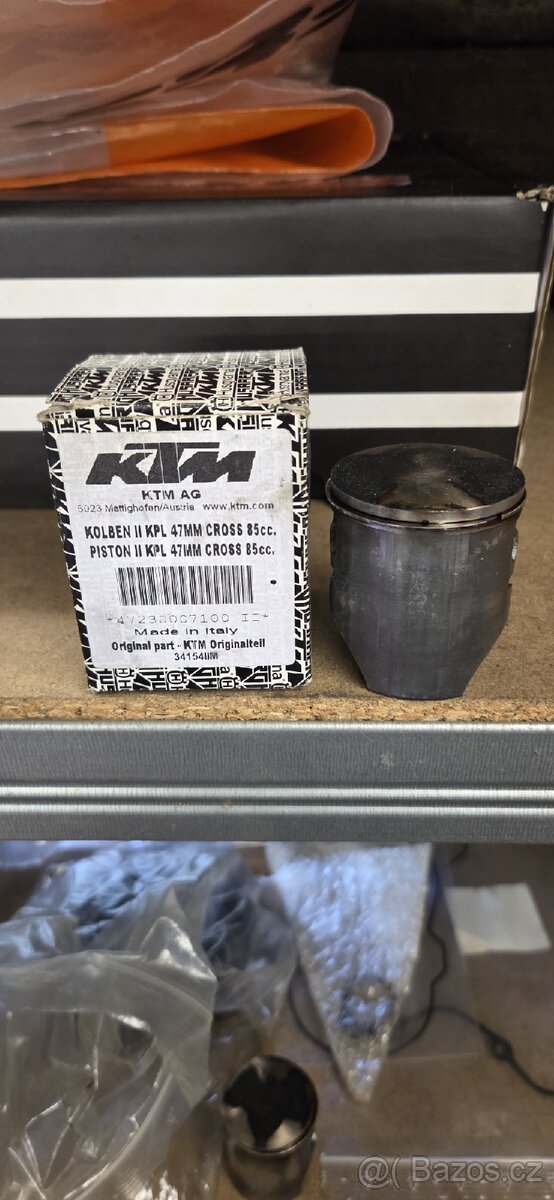 KTM
KTM AG
5023 Mattighofen/Austria www.ktm.com
KOLBEN II KPL 47MM CROSS 85cc.
PISTON II KPL 47MM CROSS 85cc.
*47230007100 II*
Made in Italy
Original part - KTM Originalteil
34154IIM
@( Bazos.cz